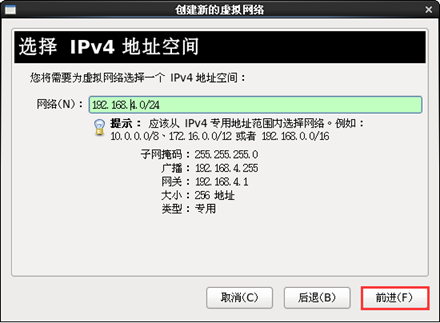 创建新的虚拟网络
选择 IPv4 地址空间
您将需要为虚拟网络选择一个 IPv4 地址空间：
网络(N)： 192.168.4.0/24
提示： 应该从 IPv4 专用地址范围内选择网络。例如：
10.0.0.0/8、172.16.0.0/12 或者 192.168.0.0/16
子网掩码： 255.255.255.0
广播： 192.168.4.255
网关： 192.168.4.1
大小： 256 地址
类型： 专用
取消(C) 后退(B) 前进(F)